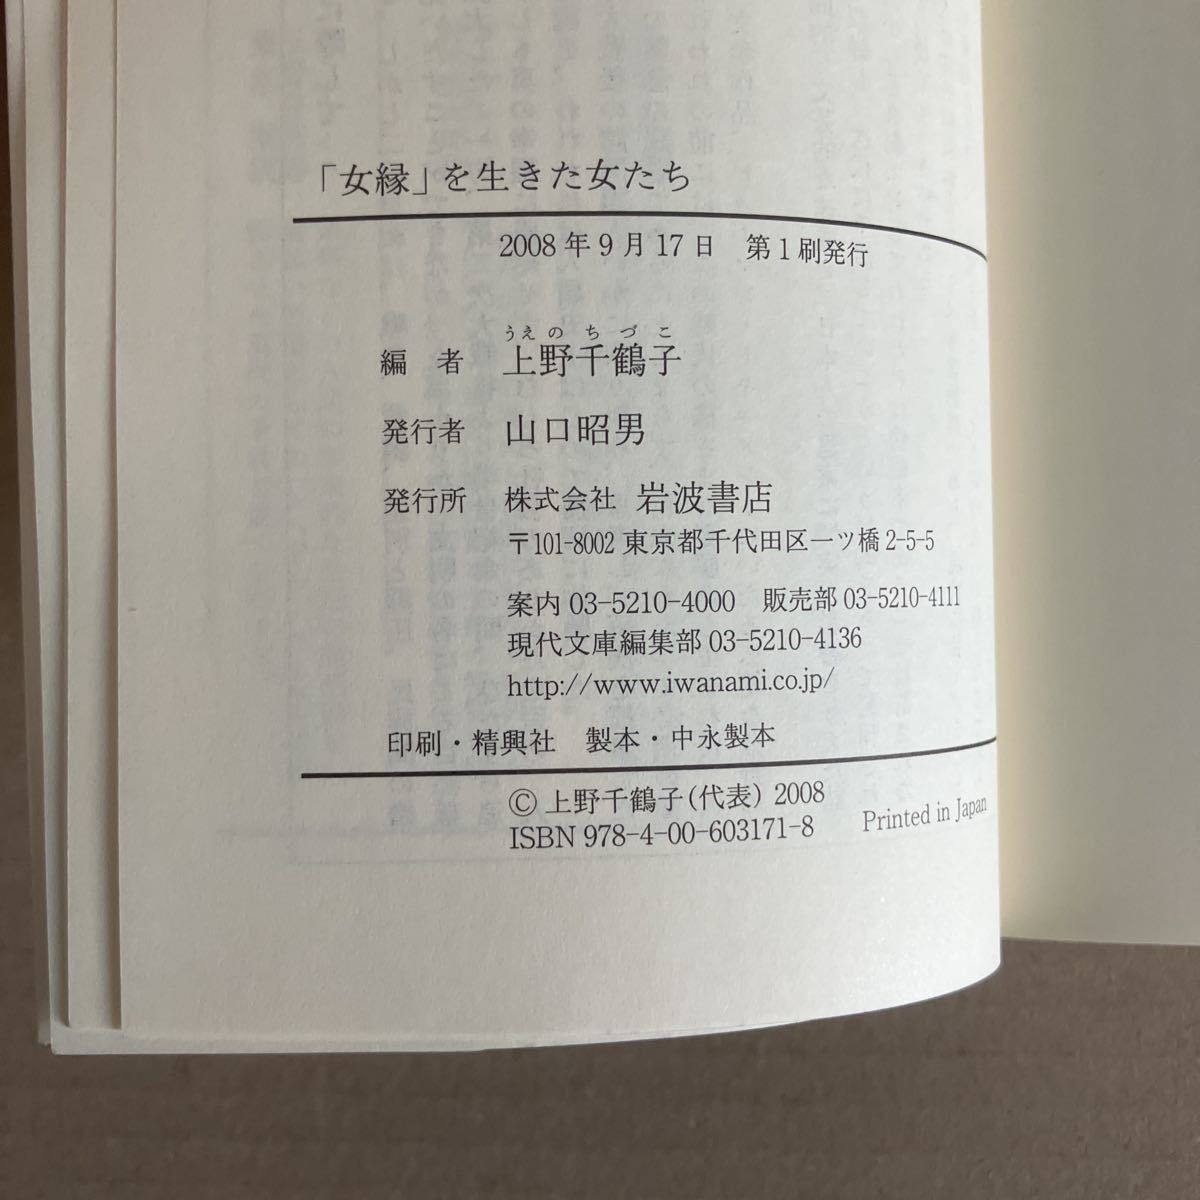 「女縁」を生きた女たち
2008年9月17日　第1刷発行
うえのちづこ
編　者　上野千鶴子
発行者　山口昭男
発行所　株式会社 岩波書店
〒101-8002 東京都千代田区一ツ橋 2-5-5
案内 03-5210-4000　販売部 03-5210-4111
現代文庫編集部 03-5210-4136
http://www.iwanami.co.jp/
印刷・精興社　製本・中永製本
© 上野千鶴子(代表) 2008
ISBN 978-4-00-603171-8　Printed in Japan